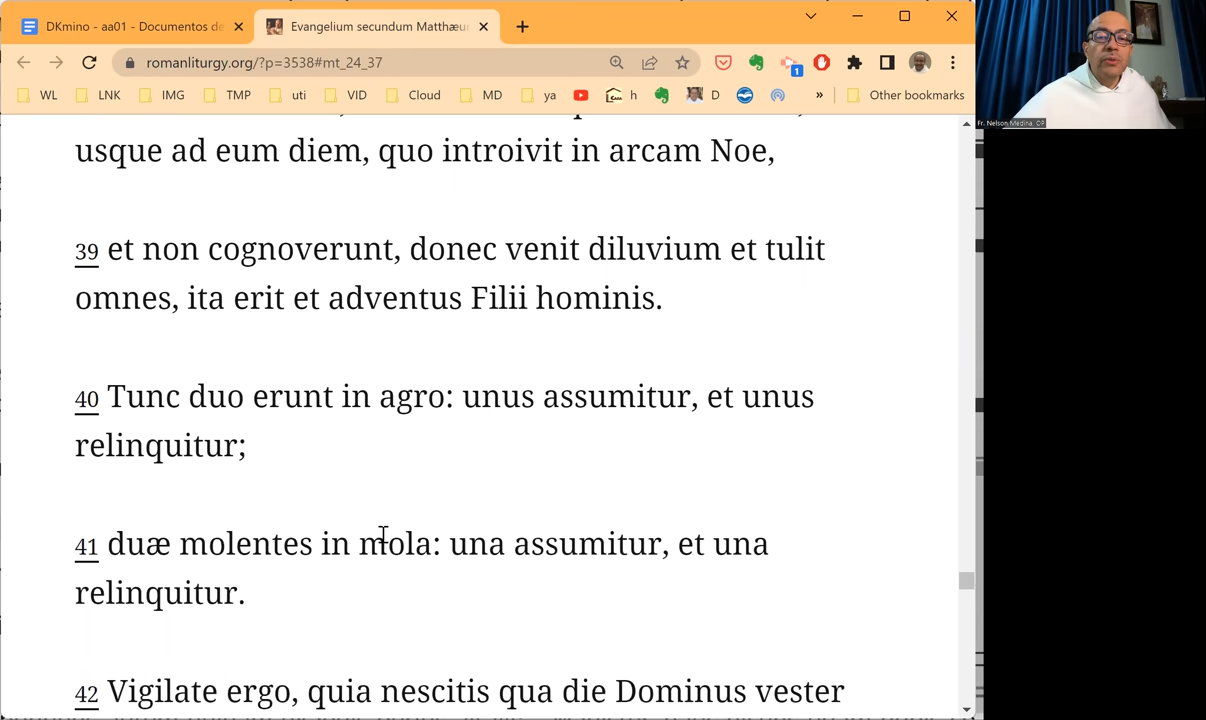 DKmino - aa01 - Documentos de
Evangelium secundum Matthæu
romanliturgy.org/?p=3538#mt_24_37
1
WL LNK IMG TMP uti VID Cloud MD ya h D » Other bookmarks
Fr. Nelson Medina, OP
usque ad eum diem, quo introivit in arcam Noe,
39 et non cognoverunt, donec venit diluvium et tulit
omnes, ita erit et adventus Filii hominis.
40 Tunc duo erunt in agro: unus assumitur, et unus
relinquitur;
41 duæ molentes in mola: una assumitur, et una
relinquitur.
42 Vigilate ergo, quia nescitis qua die Dominus vester